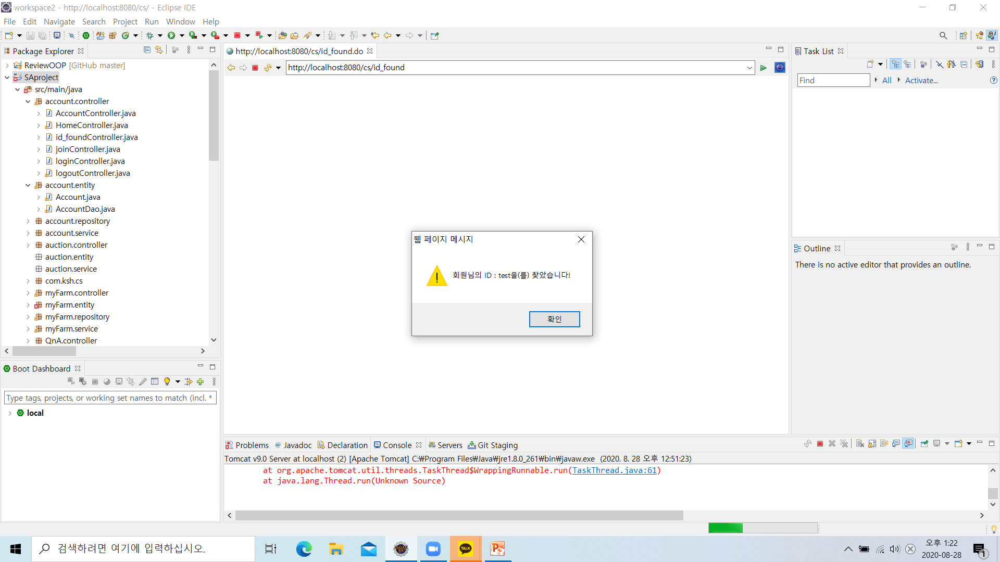 workspace2 - http://localhost:8080/cs/ - Eclipse IDE
File Edit Navigate Search Project Run Window Help
Package Explorer
ReviewOOP [GitHub master]
SAproject
src/main/java
account.controller
AccountController.java
HomeController.java
id_foundController.java
joinController.java
loginController.java
logoutController.java
account.entity
Account.java
AccountDao.java
account.repository
account.service
auction.controller
auction.entity
auction.service
com.ksh.cs
myFarm.controller
myFarm.entity
myFarm.repository
myFarm.service
QnA.controller
Boot Dashboard
Type tags, projects, or working set names to match (incl. *
local
http://localhost:8080/cs/id_found.do
http://localhost:8080/cs/id_found
웹 페이지 메시지
회원님의 ID : test을(를) 찾았습니다!
확인
Task List
Find
All
Activate...
Outline
There is no active editor that provides an outline.
Problems @ Javadoc Declaration Console Servers Git Staging
Tomcat v9.0 Server at localhost (2) [Apache Tomcat] C:₩Program Files₩Java₩jre1.8.0_261₩bin₩javaw.exe (2020. 8. 28 오후 12:51:23)
at org.apache.tomcat.util.threads.TaskThread$WrappingRunnable.run(TaskThread.java:61)
at java.lang.Thread.run(Unknown Source)
검색하려면 여기에 입력하십시오.
TALK
오후 1:22
2020-08-28
1